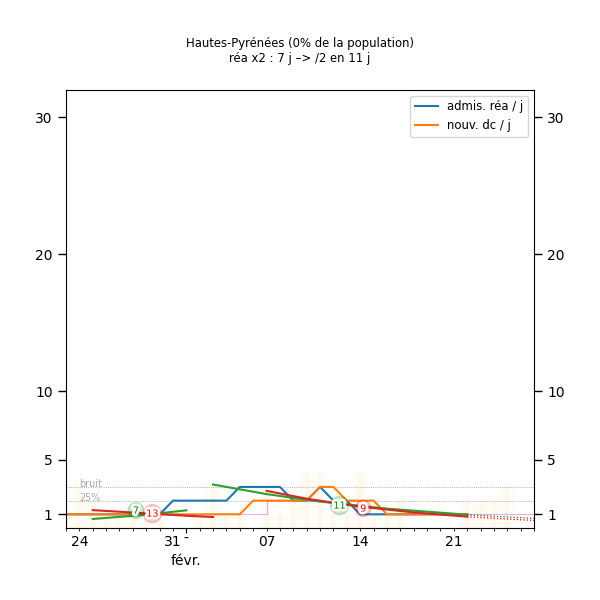 Hautes-Pyrénées (0% de la population)
réa x2 : 7 j –> /2 en 11 j
admis. réa / j
nouv. dc / j
30 30
20 20
10 10
5 5
bruit
25%
1 1
7 13 11 9
24 31 - 07 14 21
févr.